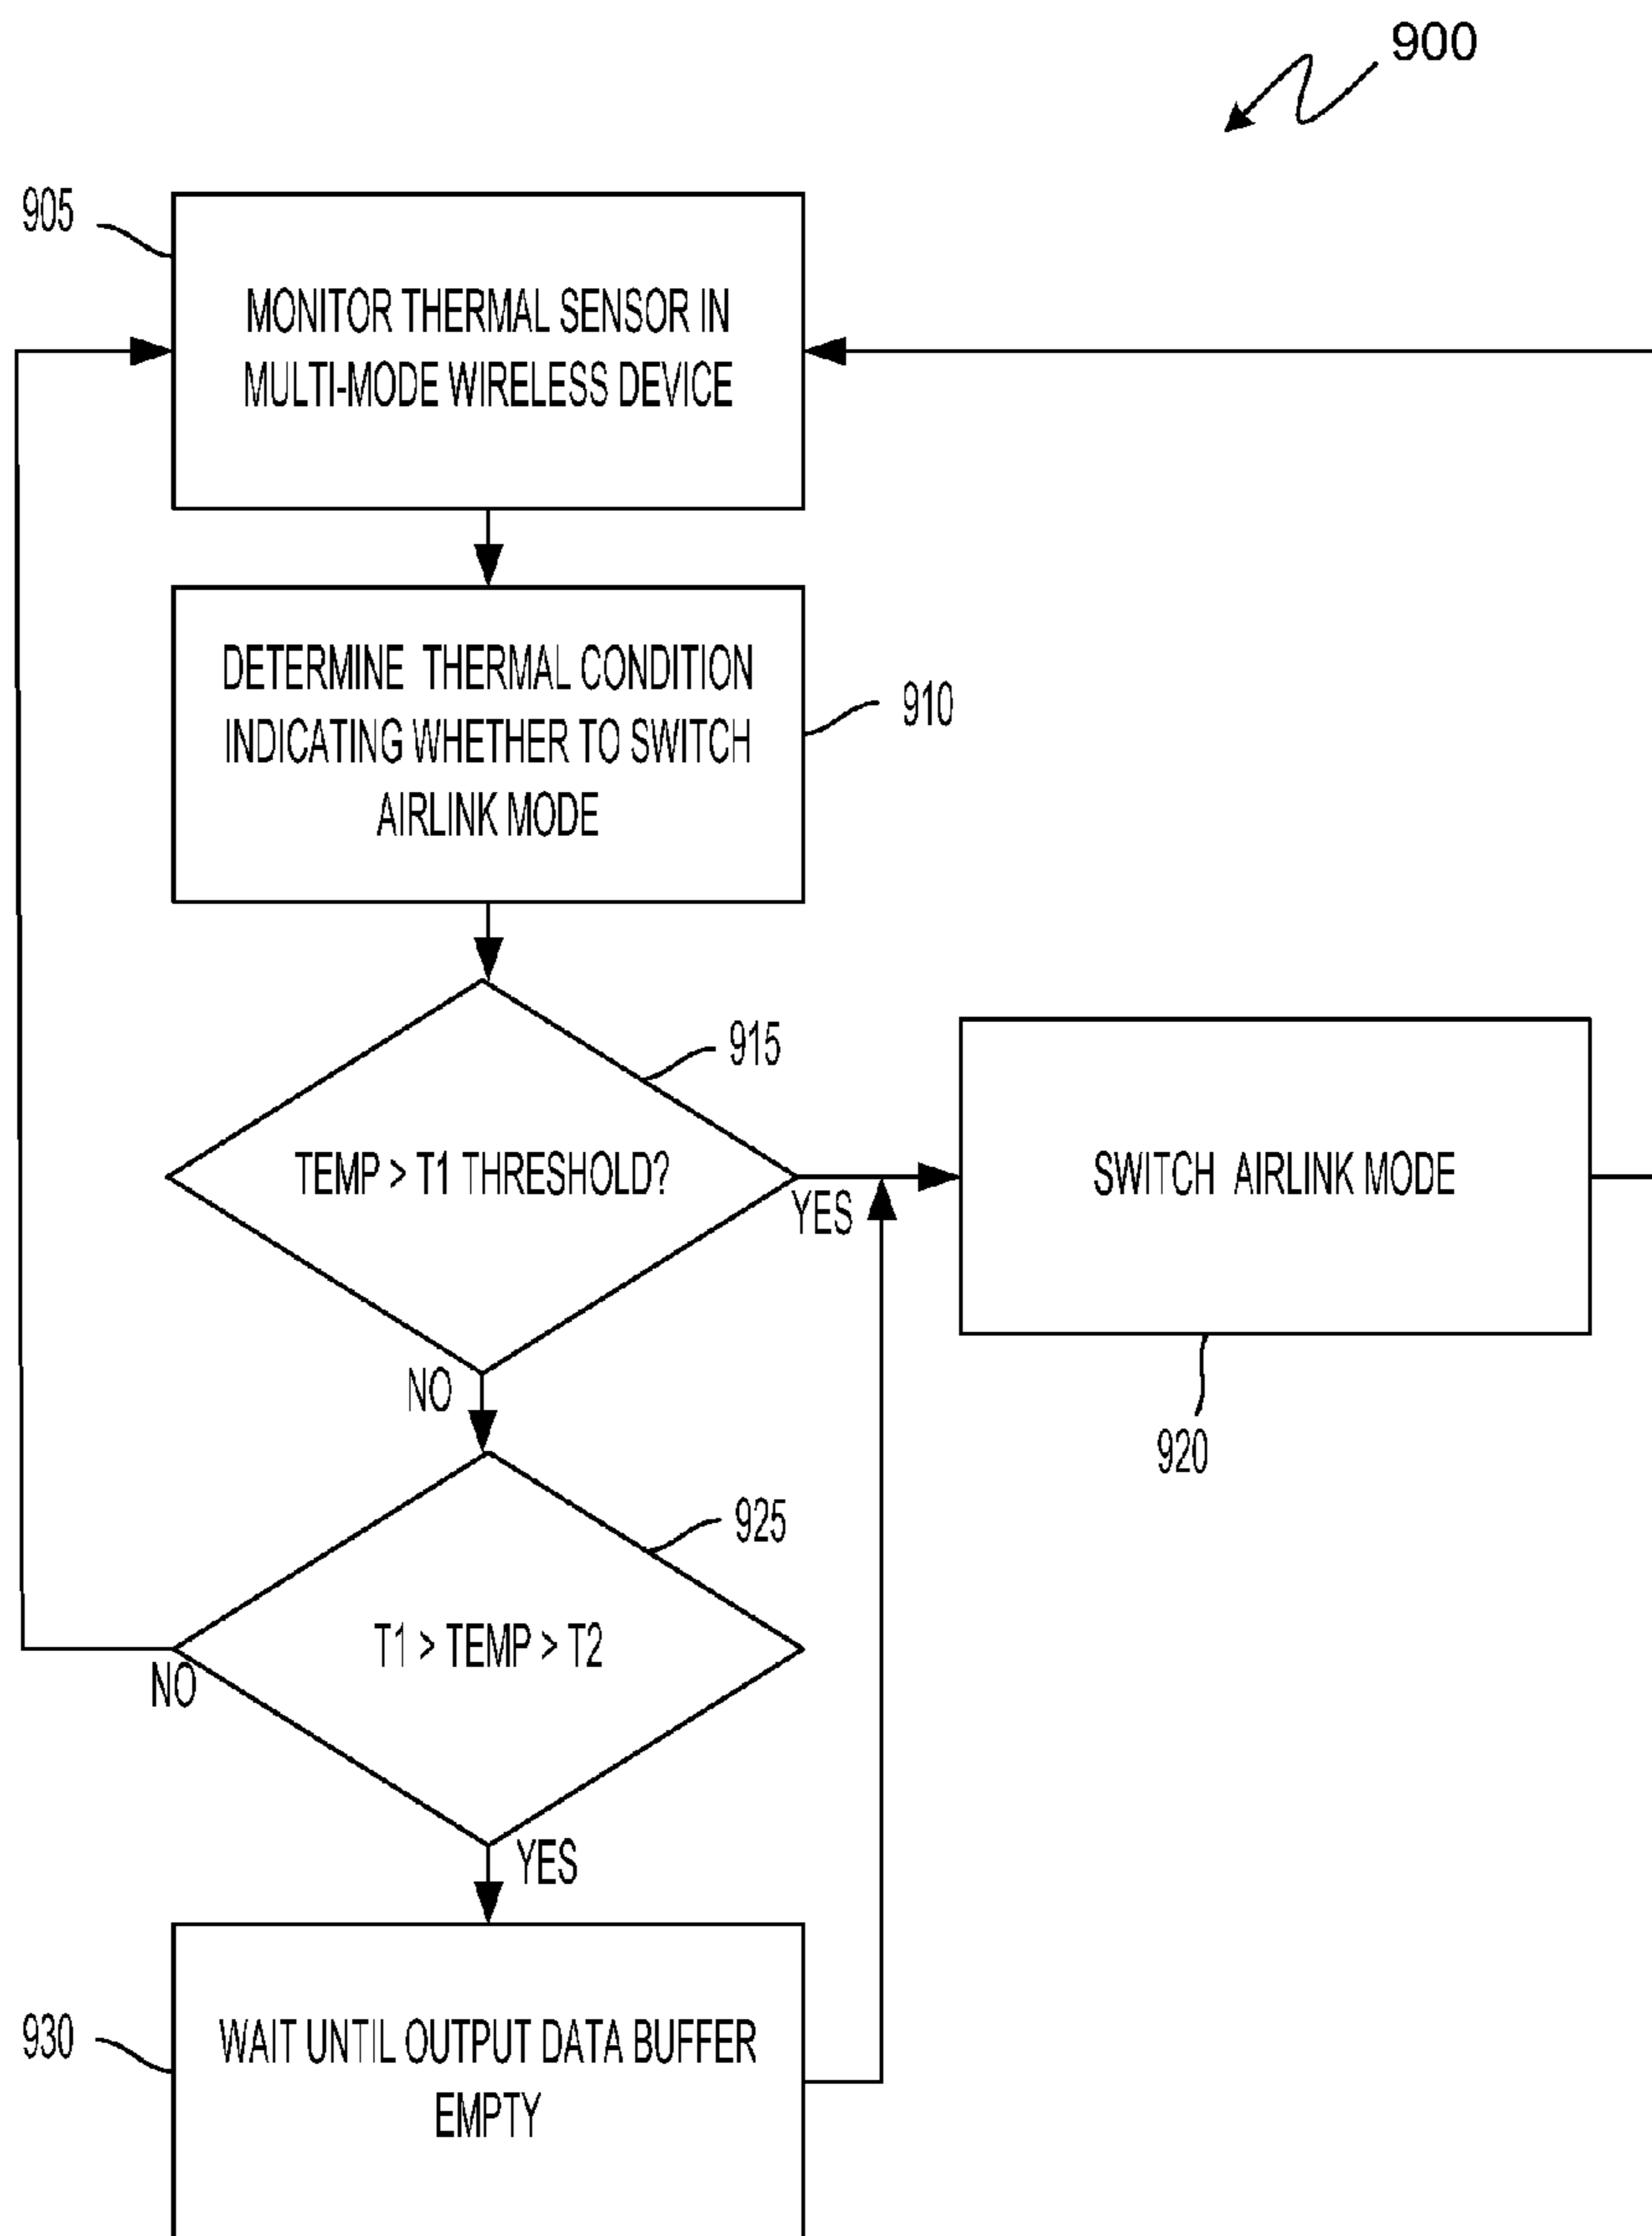 900
905
MONITOR THERMAL SENSOR IN
MULTI-MODE WIRELESS DEVICE
DETERMINE THERMAL CONDITION
INDICATING WHETHER TO SWITCH
AIRLINK MODE
910
915
TEMP > T1 THRESHOLD?
YES
SWITCH AIRLINK MODE
920
NO
925
T1 > TEMP > T2
NO
YES
930
WAIT UNTIL OUTPUT DATA BUFFER
EMPTY